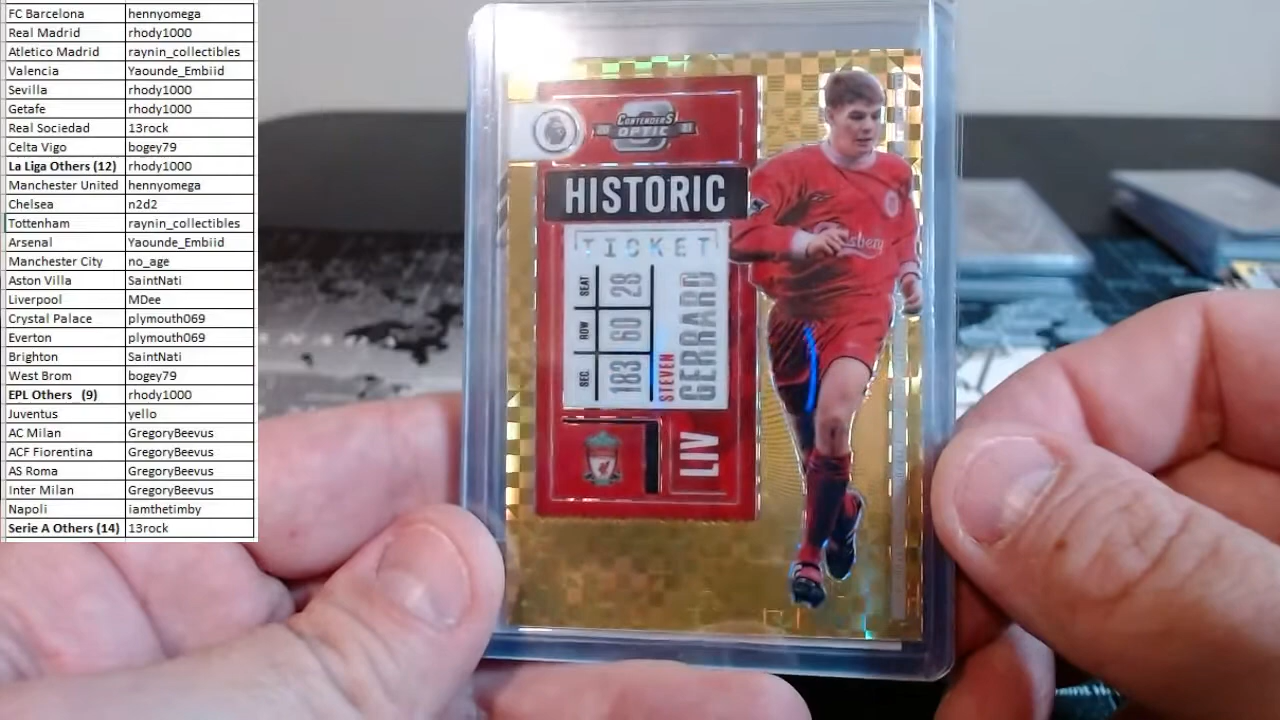 FC Barcelona hennyomega
Real Madrid rhody1000
Atletico Madrid raynin_collectibles
Valencia Yaounde_Embiid
Sevilla rhody1000
Getafe rhody1000
Real Sociedad 13rock
Celta Vigo bogey79
La Liga Others (12) rhody1000
Manchester United hennyomega
Chelsea n2d2
Tottenham raynin_collectibles
Arsenal Yaounde_Embiid
Manchester City no_age
Aston Villa SaintNati
Liverpool MDee
Crystal Palace plymouth069
Everton plymouth069
Brighton SaintNati
West Brom bogey79
EPL Others (9) rhody1000
Juventus yello
AC Milan GregoryBeevus
ACF Fiorentina GregoryBeevus
AS Roma GregoryBeevus
Inter Milan GregoryBeevus
Napoli iamthetimby
Serie A Others (14) 13rock
CONTENDERS
OPTIC
HISTORIC
TICKET
SEC 183 ROW 60 SEAT 28
STEVEN
GERRARD
LIV
Carlsberg